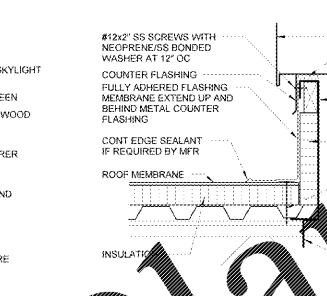 #12x2" SS SCREWS WITH
NEOPRENE/SS BONDED
WASHER AT 12" OC
COUNTER FLASHING
FULLY ADHERED FLASHING
MEMBRANE EXTEND UP AND
BEHIND METAL COUNTER
FLASHING
CONT EDGE SEALANT
IF REQUIRED BY MFR
ROOF MEMBRANE
INSULATION
SKYLIGHT
EEN
WOOD
RER
ND
RE